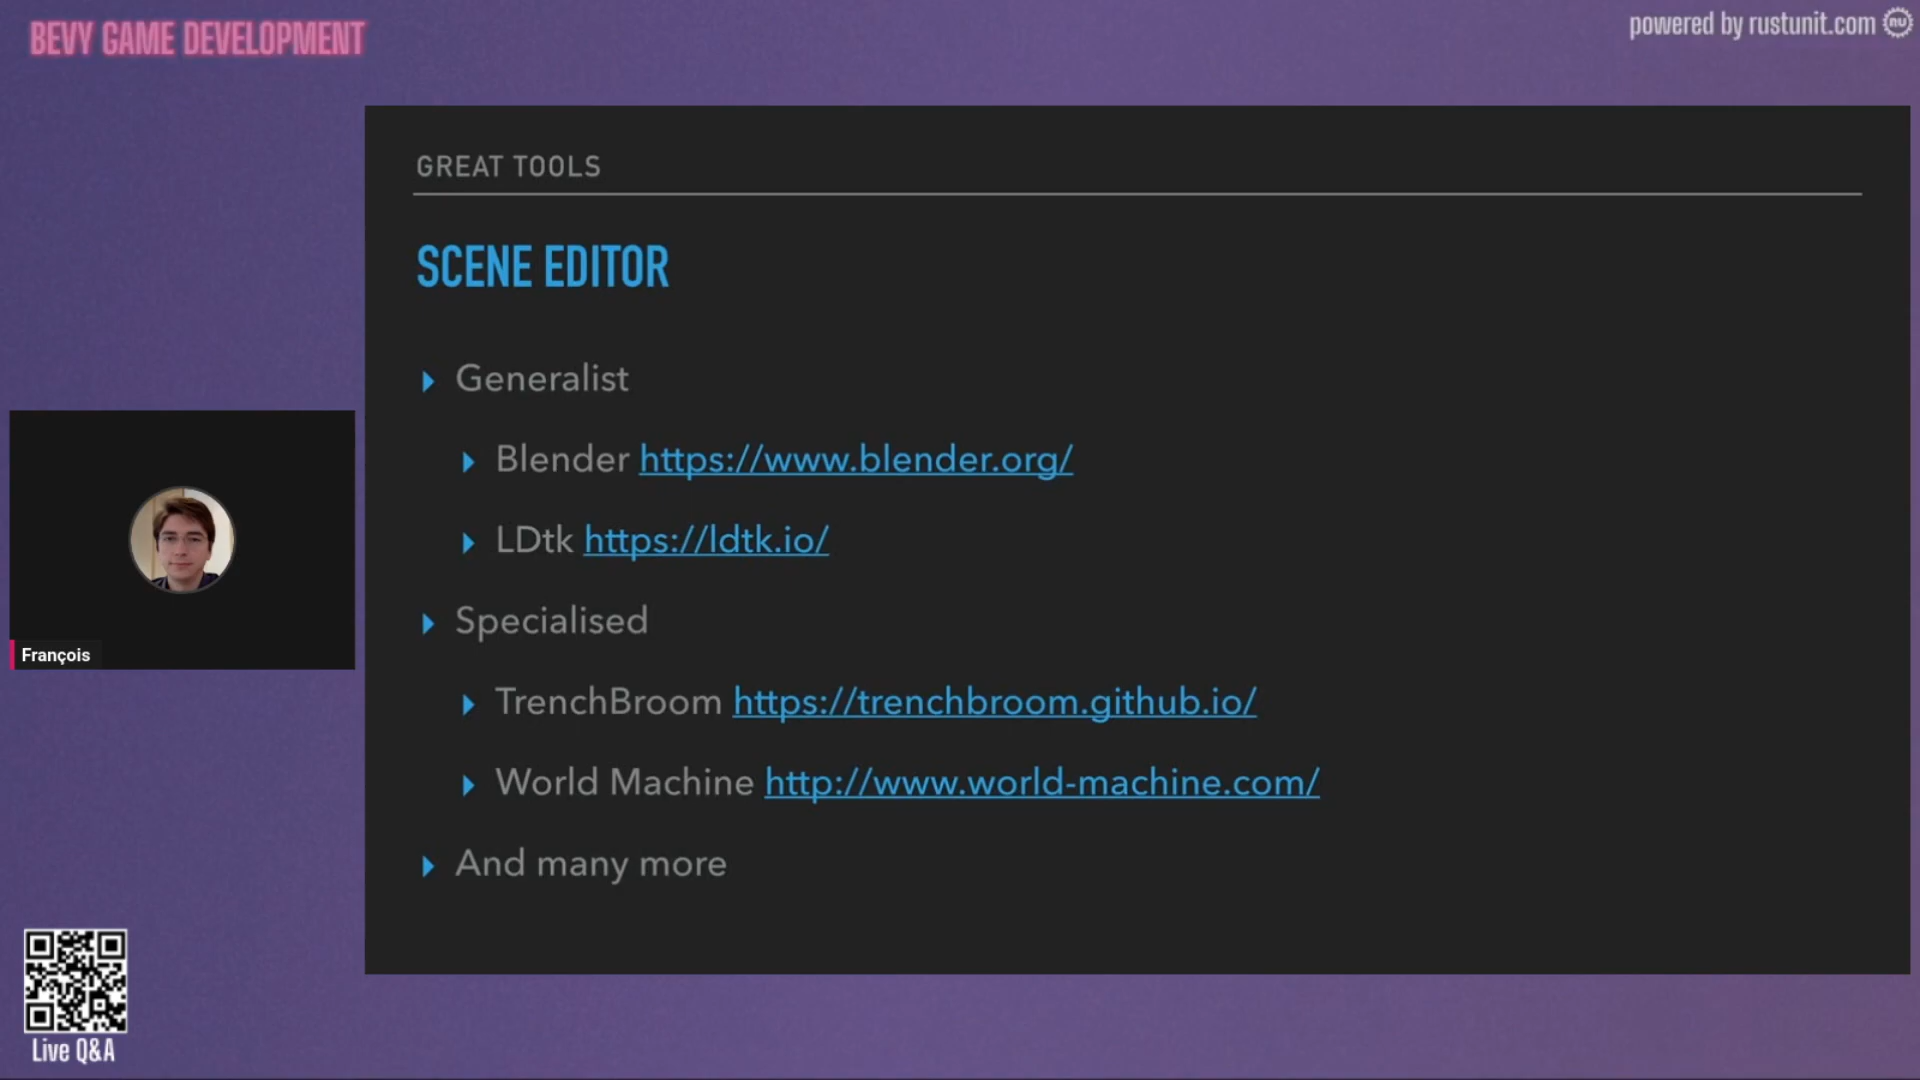 BEVY GAME DEVELOPMENT
powered by rustunit.com
GREAT TOOLS
SCENE EDITOR
Generalist
Blender https://www.blender.org/
LDtk https://ldtk.io/
Specialised
TrenchBroom https://trenchbroom.github.io/
World Machine http://www.world-machine.com/
And many more
François
Live Q&A